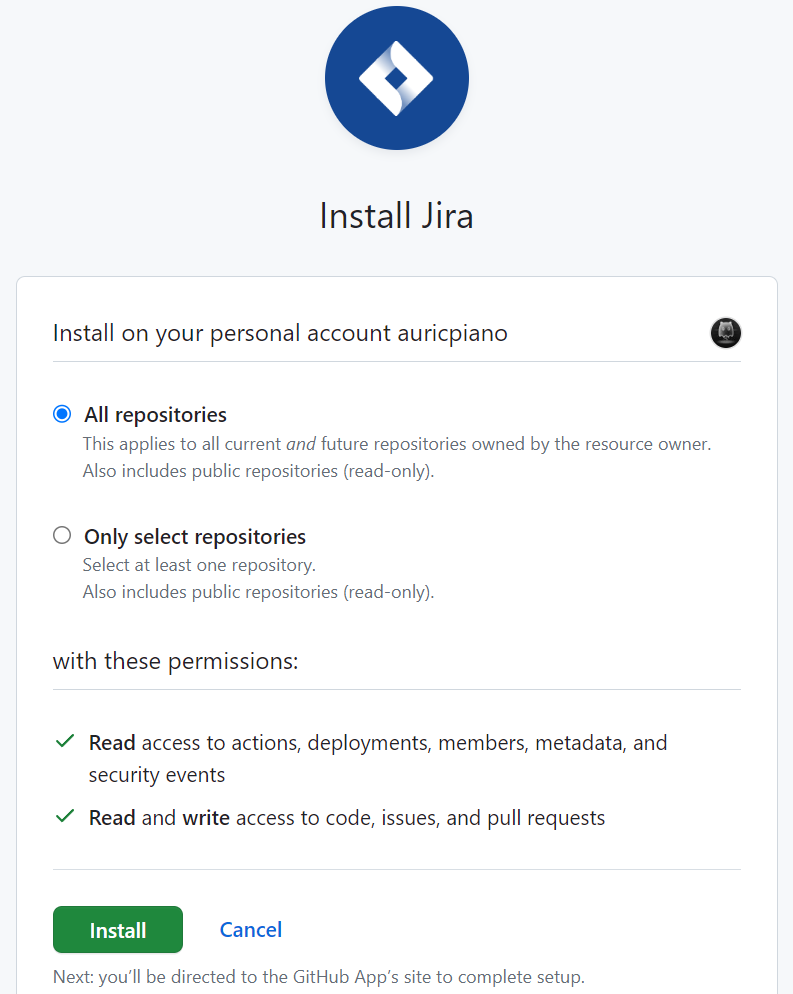 Install Jira
Install on your personal account auricpiano
All repositories
This applies to all current and future repositories owned by the resource owner.
Also includes public repositories (read-only).
Only select repositories
Select at least one repository.
Also includes public repositories (read-only).
with these permissions:
Read access to actions, deployments, members, metadata, and
security events
Read and write access to code, issues, and pull requests
Install
Cancel
Next: you’ll be directed to the GitHub App’s site to complete setup.